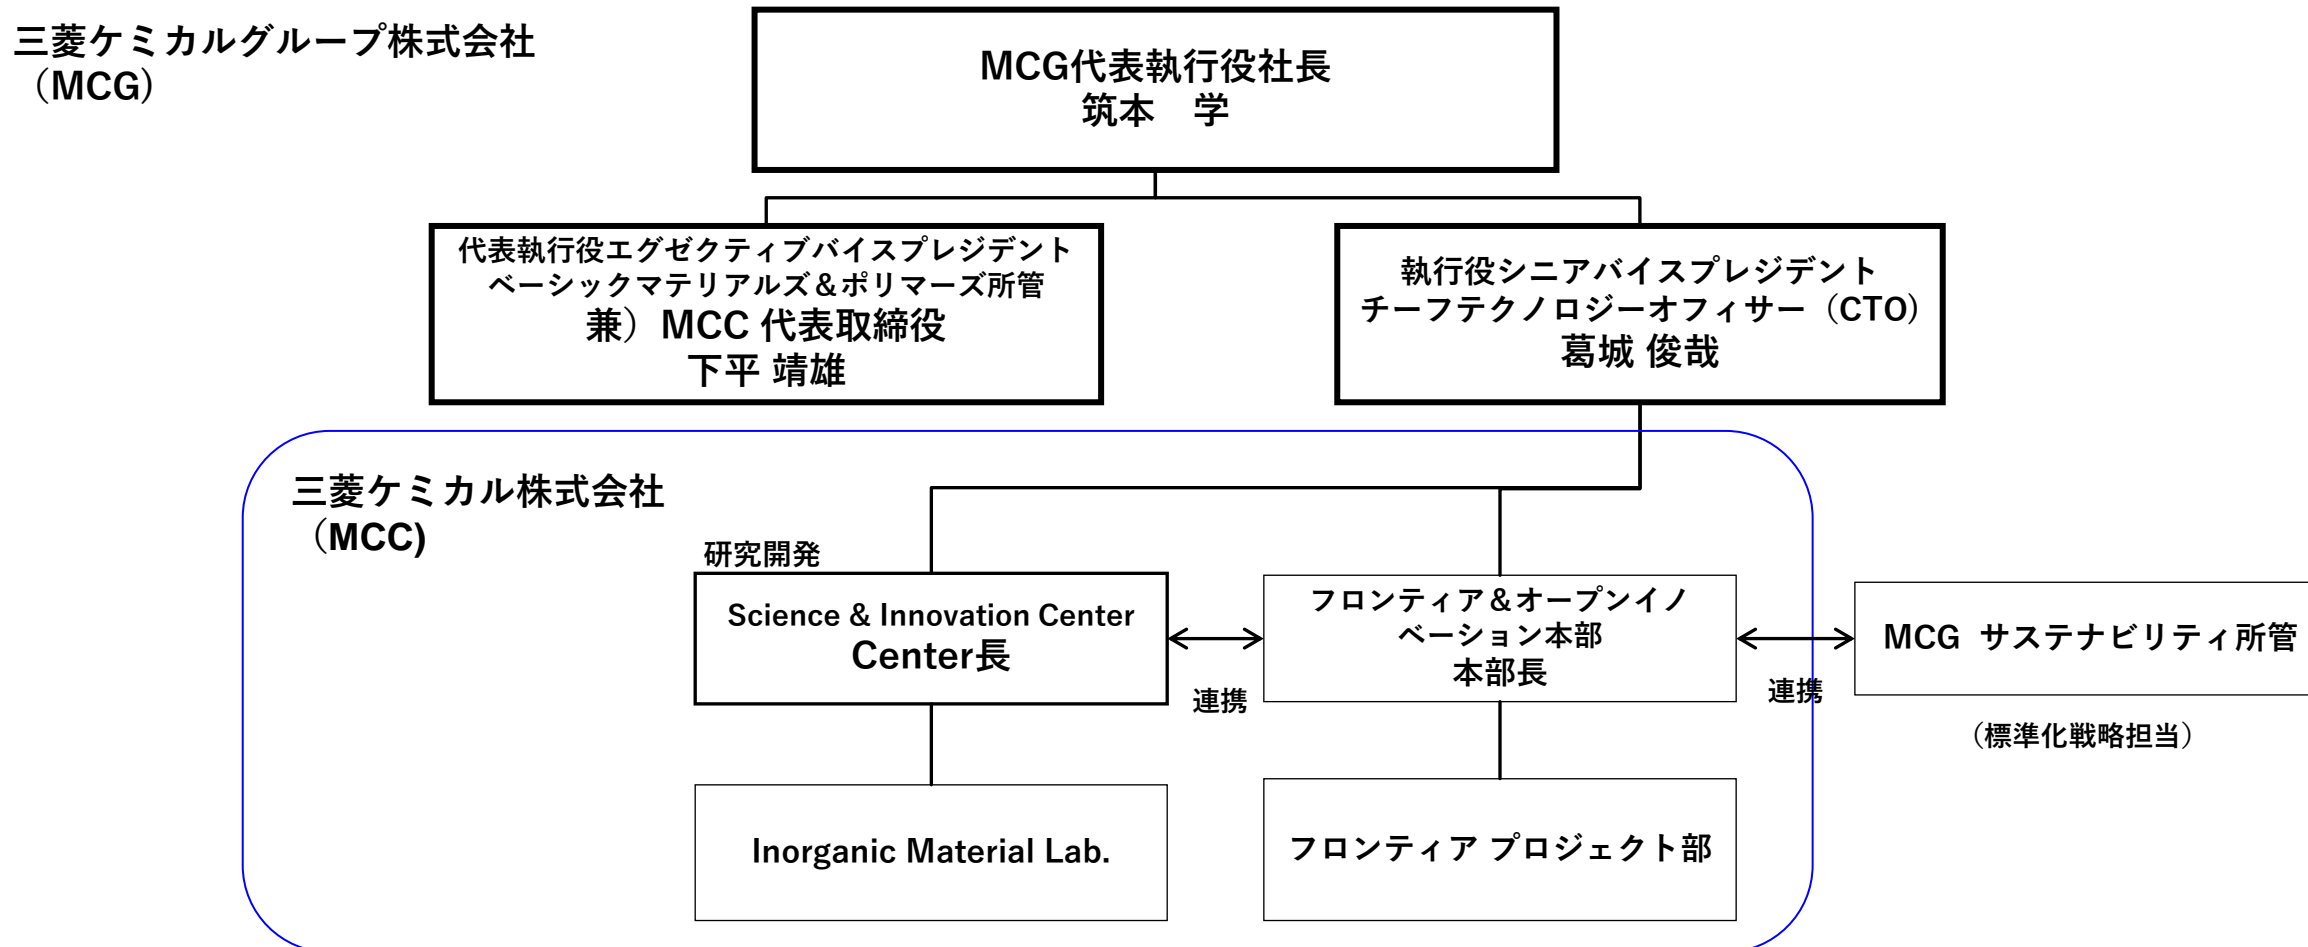 三菱ケミカルグループ株式会社
（MCG）
MCG代表執行役社長
筑本　学
代表執行役エグゼクティブバイスプレジデント
ベーシックマテリアルズ＆ポリマーズ所管
兼）MCC 代表取締役
下平 靖雄
執行役シニアバイスプレジデント
チーフテクノロジーオフィサー（CTO）
葛城 俊哉
三菱ケミカル株式会社
（MCC)
研究開発
Science & Innovation Center
Center長
連携
フロンティア＆オープンイノ
ベーション本部
本部長
連携
MCG サステナビリティ所管
（標準化戦略担当）
Inorganic Material Lab.
フロンティア プロジェクト部